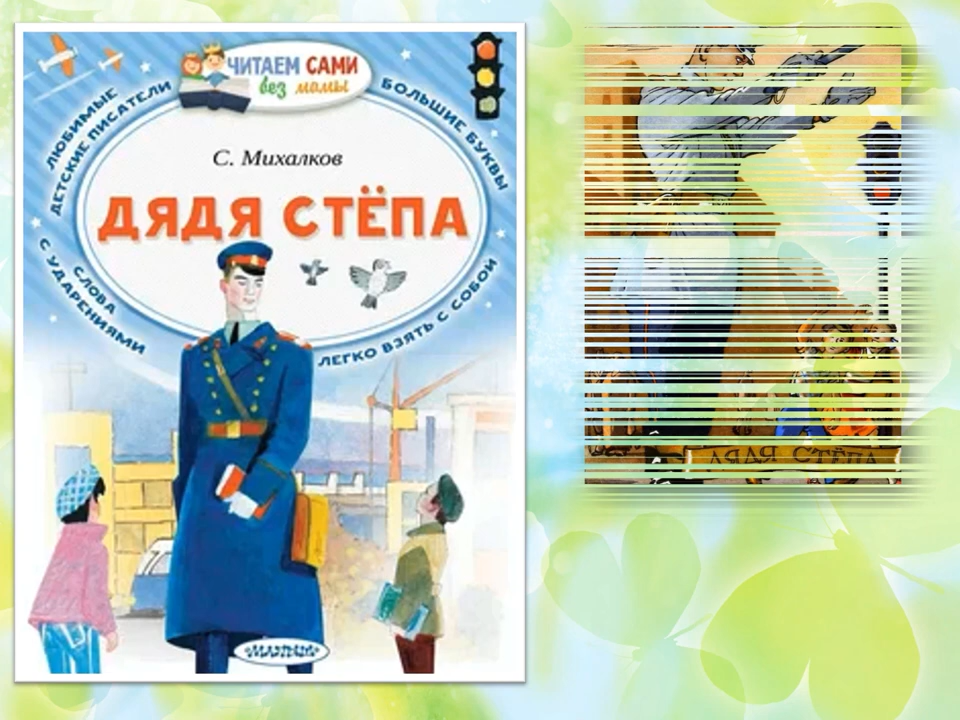 ЧИТАЕМ САМИ
без мамы
ЛЮБИМЫЕ
ДЕТСКИЕ ПИСАТЕЛИ
БОЛЬШИЕ БУКВЫ
С. Михалков
ДЯДЯ СТЁПА
СЛОВА
С УДАРЕНИЯМИ
ЛЕГКО ВЗЯТЬ С СОБОЙ
МАЛЫШ
ДЯДЯ СТЁПА